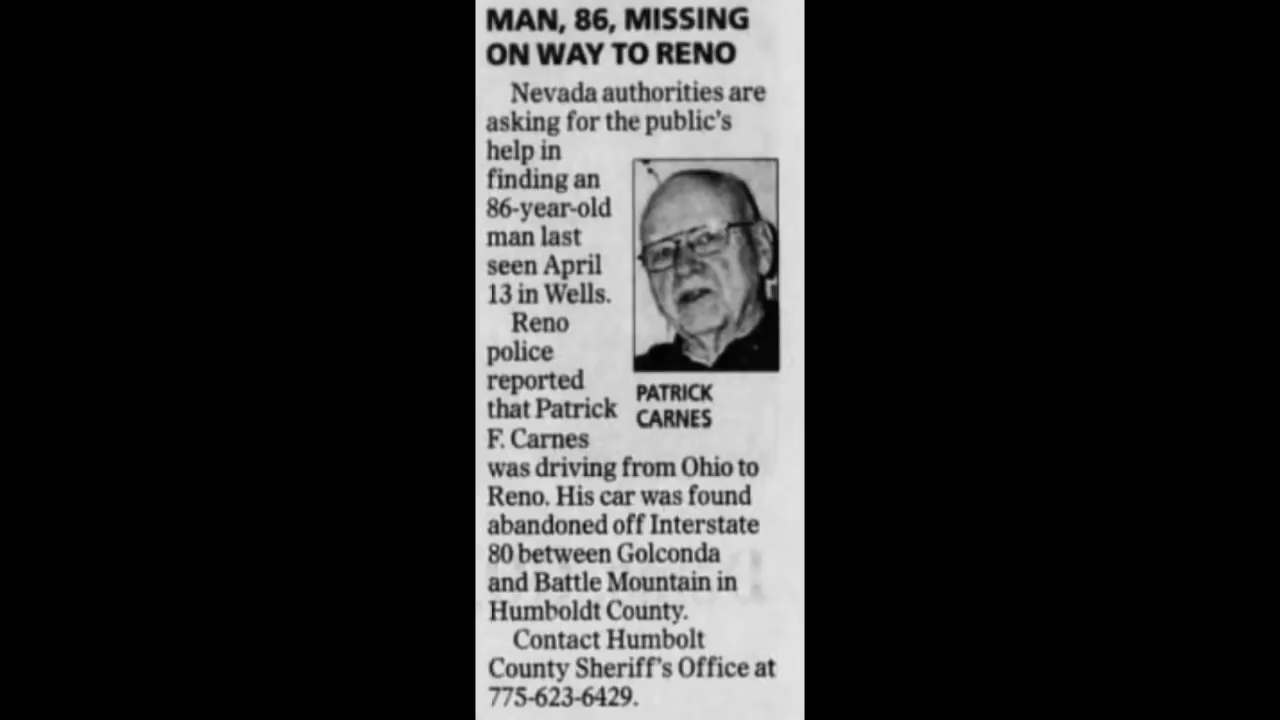 MAN, 86, MISSING
ON WAY TO RENO
Nevada authorities are
asking for the public's
help in
finding an
86-year-old
man last
seen April
13 in Wells.
Reno
police
reported
that Patrick
F. Carnes
PATRICK
CARNES
was driving from Ohio to
Reno. His car was found
abandoned off Interstate
80 between Golconda
and Battle Mountain in
Humboldt County.
Contact Humbolt
County Sheriff's Office at
775-623-6429.